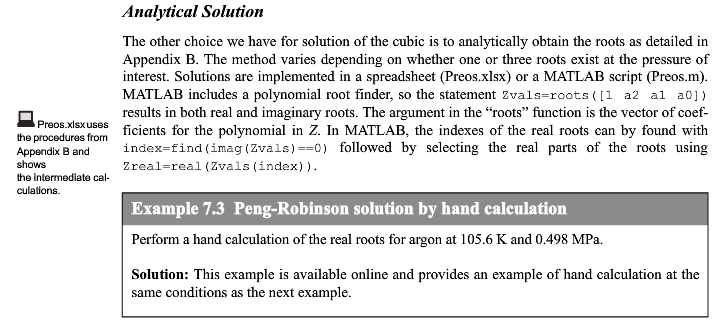 Analytical Solution
The other choice we have for solution of the cubic is to analytically obtain the roots as detailed in
Appendix B. The method varies depending on whether one or three roots exist at the pressure of
interest. Solutions are implemented in a spreadsheet (Preos.xlsx) or a MATLAB script (Preos.m).
MATLAB includes a polynomial root finder, so the statement Zvals=roots([1 a2 a1 a0])
results in both real and imaginary roots. The argument in the “roots” function is the vector of coef-
ficients for the polynomial in Z. In MATLAB, the indexes of the real roots can by found with
index=find(imag(Zvals)==0) followed by selecting the real parts of the roots using
Zreal=real(Zvals(index)).
Preos.xlsxuses
the procedures from
Appendix B and
shows
the intermediate cal-
culations.
Example 7.3 Peng-Robinson solution by hand calculation
Perform a hand calculation of the real roots for argon at 105.6 K and 0.498 MPa.
Solution: This example is available online and provides an example of hand calculation at the
same conditions as the next example.